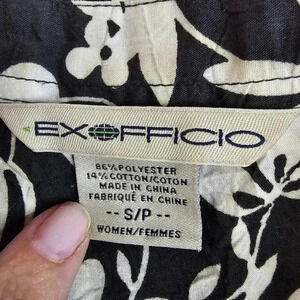 EXOFFICIO
86% POLYESTER
14% COTTON/COTON
MADE IN CHINA
FABRIQUÉ EN CHINE
-- S/P --
WOMEN/FEMMES